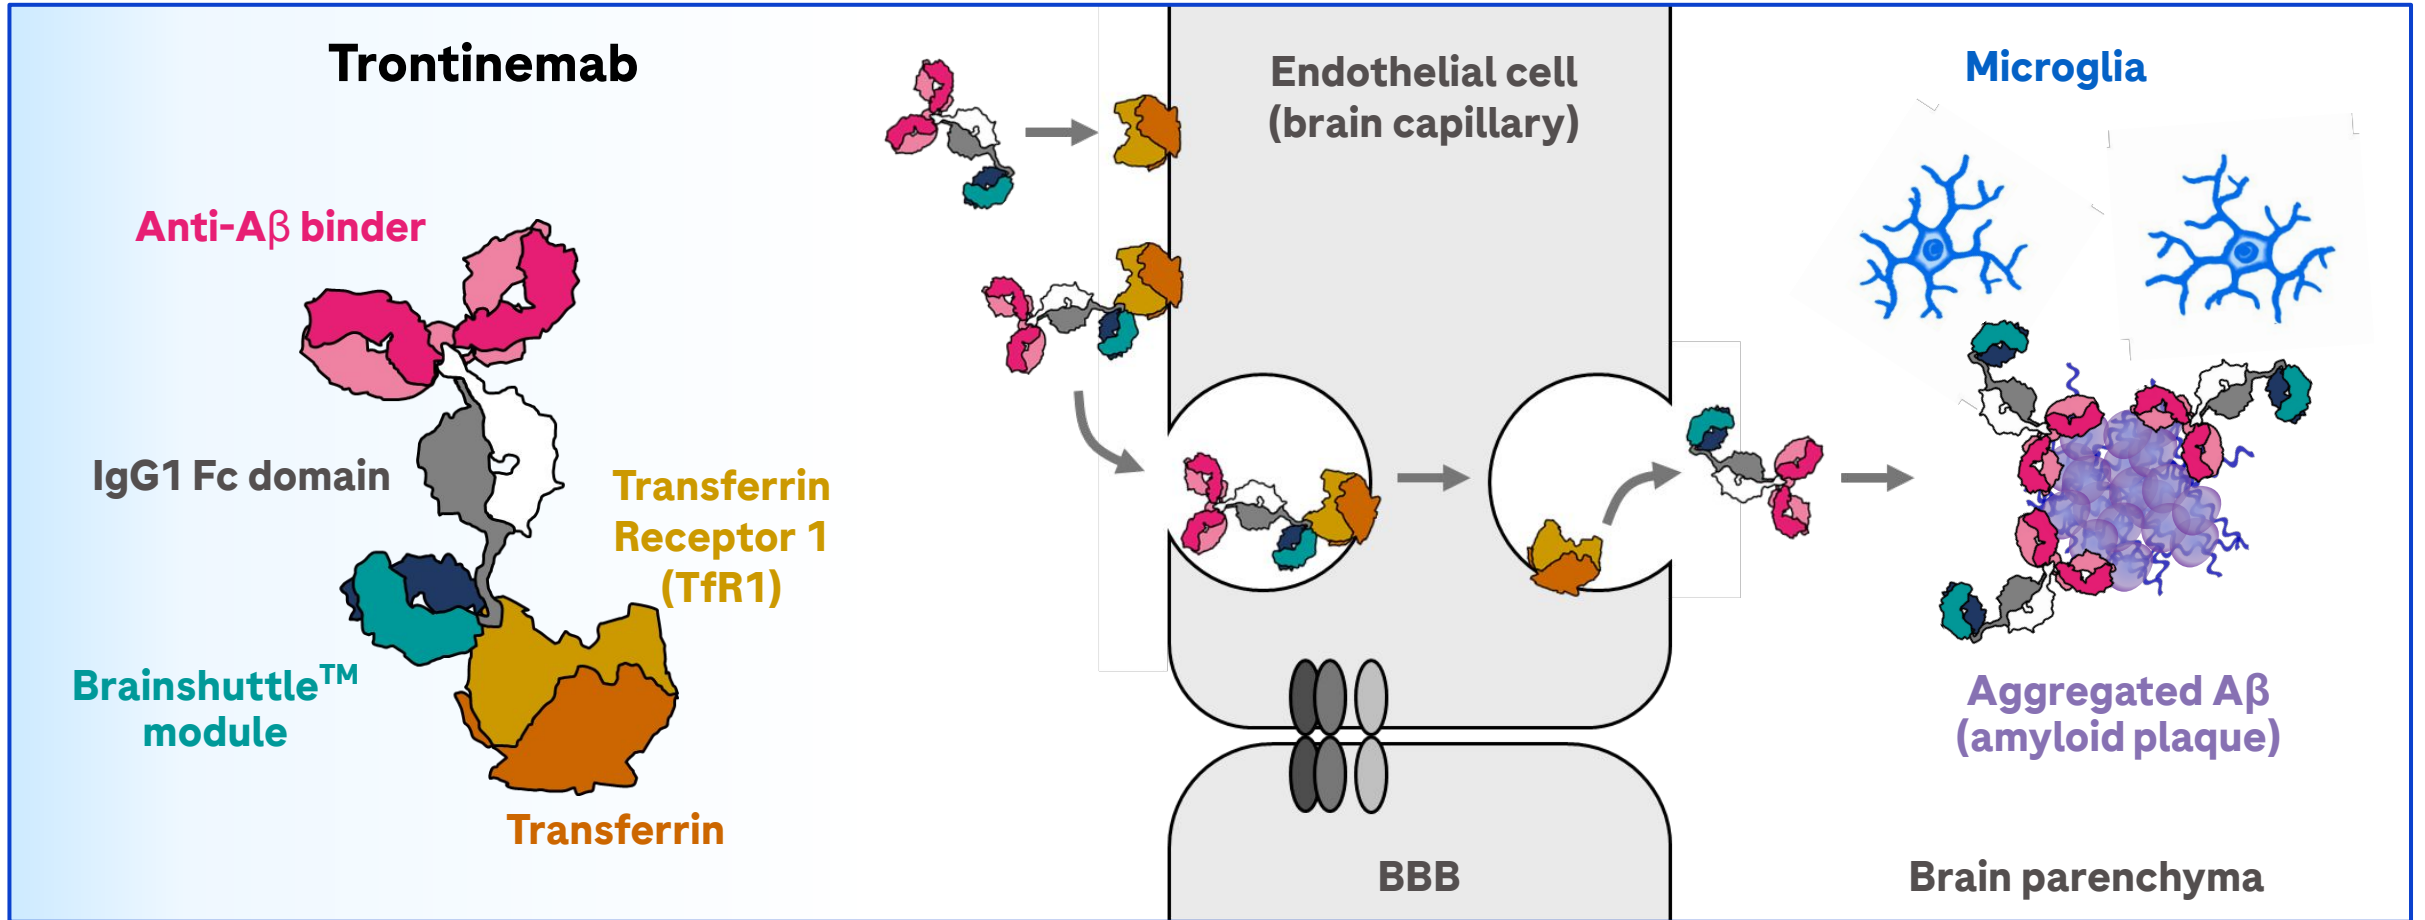 Trontinemab
Anti-Aβ binder
IgG1 Fc domain
Transferrin
Receptor 1
(TfR1)
Brainshuttle™
module
Transferrin
Endothelial cell
(brain capillary)
BBB
Microglia
Aggregated Aβ
(amyloid plaque)
Brain parenchyma